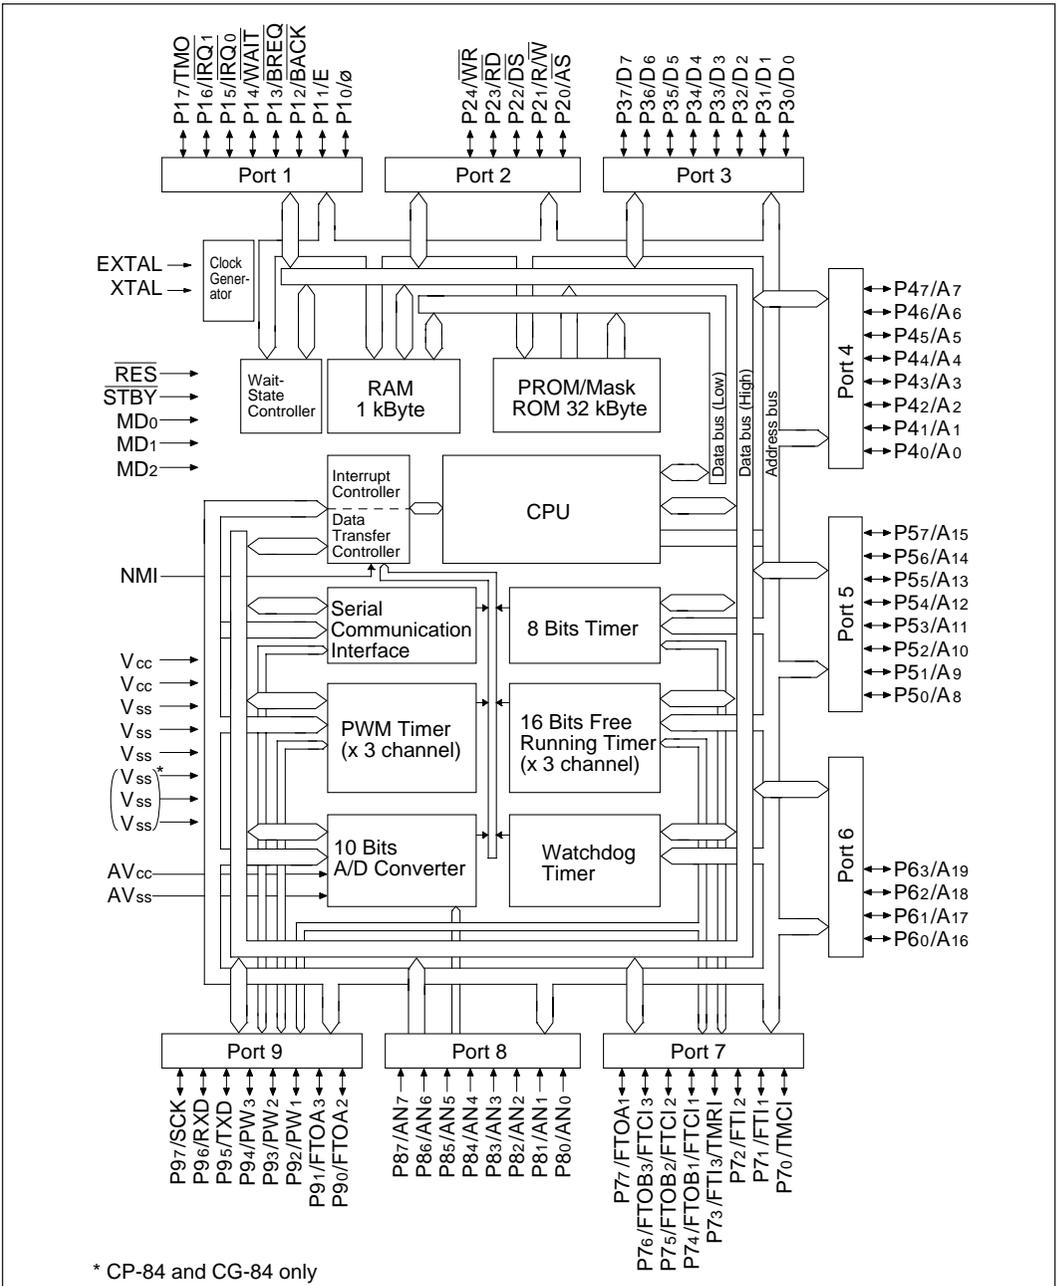 P17/TMO
P16/IRQ1
P15/IRQ0
P14/WAIT
P13/BREQ
P12/BACK
P11/E
P10/ø
P24/WR
P23/RD
P22/DS
P21/R/W
P20/AS
P37/D7
P36/D6
P35/D5
P34/D4
P33/D3
P32/D2
P31/D1
P30/D0
Port 1
Port 2
Port 3
EXTAL
XTAL
Clock
Gener-
ator
RES
STBY
MD0
MD1
MD2
Wait-
State
Controller
RAM
1 kByte
PROM/Mask
ROM 32 kByte
Data bus (Low)
Data bus (High)
Address bus
Port 4
P47/A7
P46/A6
P45/A5
P44/A4
P43/A3
P42/A2
P41/A1
P40/A0
Interrupt
Controller
Data
Transfer
Controller
CPU
NMI
Port 5
P57/A15
P56/A14
P55/A13
P54/A12
P53/A11
P52/A10
P51/A9
P50/A8
Serial
Communication
Interface
8 Bits Timer
Vcc
Vcc
Vss
Vss
Vss
(Vss)*
Vss
Vss
PWM Timer
(x 3 channel)
16 Bits Free
Running Timer
(x 3 channel)
AVcc
AVss
10 Bits
A/D Converter
Watchdog
Timer
Port 6
P63/A19
P62/A18
P61/A17
P60/A16
Port 9
Port 8
Port 7
P97/SCK
P96/RXD
P95/TXD
P94/PW3
P93/PW2
P92/PW1
P91/FTOA3
P90/FTOA2
P87/AN7
P86/AN6
P85/AN5
P84/AN4
P83/AN3
P82/AN2
P81/AN1
P80/AN0
P77/FTOA1
P76/FTOB3/FTCI3
P75/FTOB2/FTCI2
P74/FTOB1/FTCI1
P73/FTI3/TMRI
P72/FTI2
P71/FTI1
P70/TMCI
* CP-84 and CG-84 only